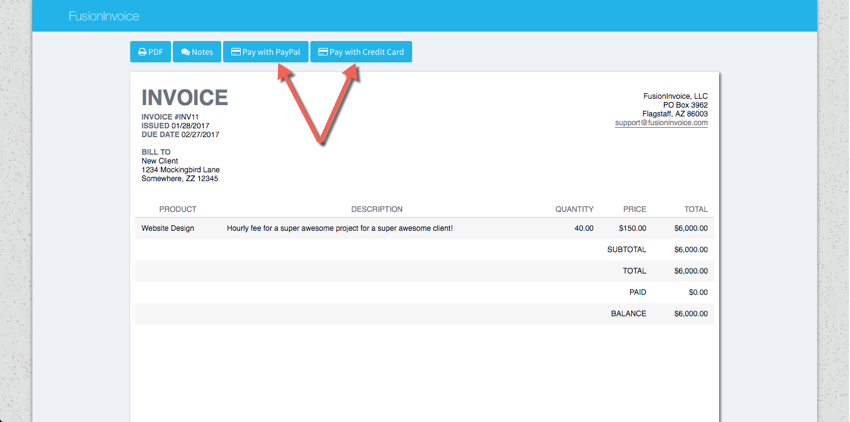 FusionInvoice
PDF Notes Pay with PayPal Pay with Credit Card
INVOICE
INVOICE #INV11
ISSUED 01/28/2017
DUE DATE 02/27/2017
FusionInvoice, LLC
PO Box 3962
Flagstaff, AZ 86003
support@fusioninvoice.com
BILL TO
New Client
1234 Mockingbird Lane
Somewhere, ZZ 12345
PRODUCT DESCRIPTION QUANTITY PRICE TOTAL
Website Design Hourly fee for a super awesome project for a super awesome client! 40.00 $150.00 $6,000.00
SUBTOTAL $6,000.00
TOTAL $6,000.00
PAID $0.00
BALANCE $6,000.00